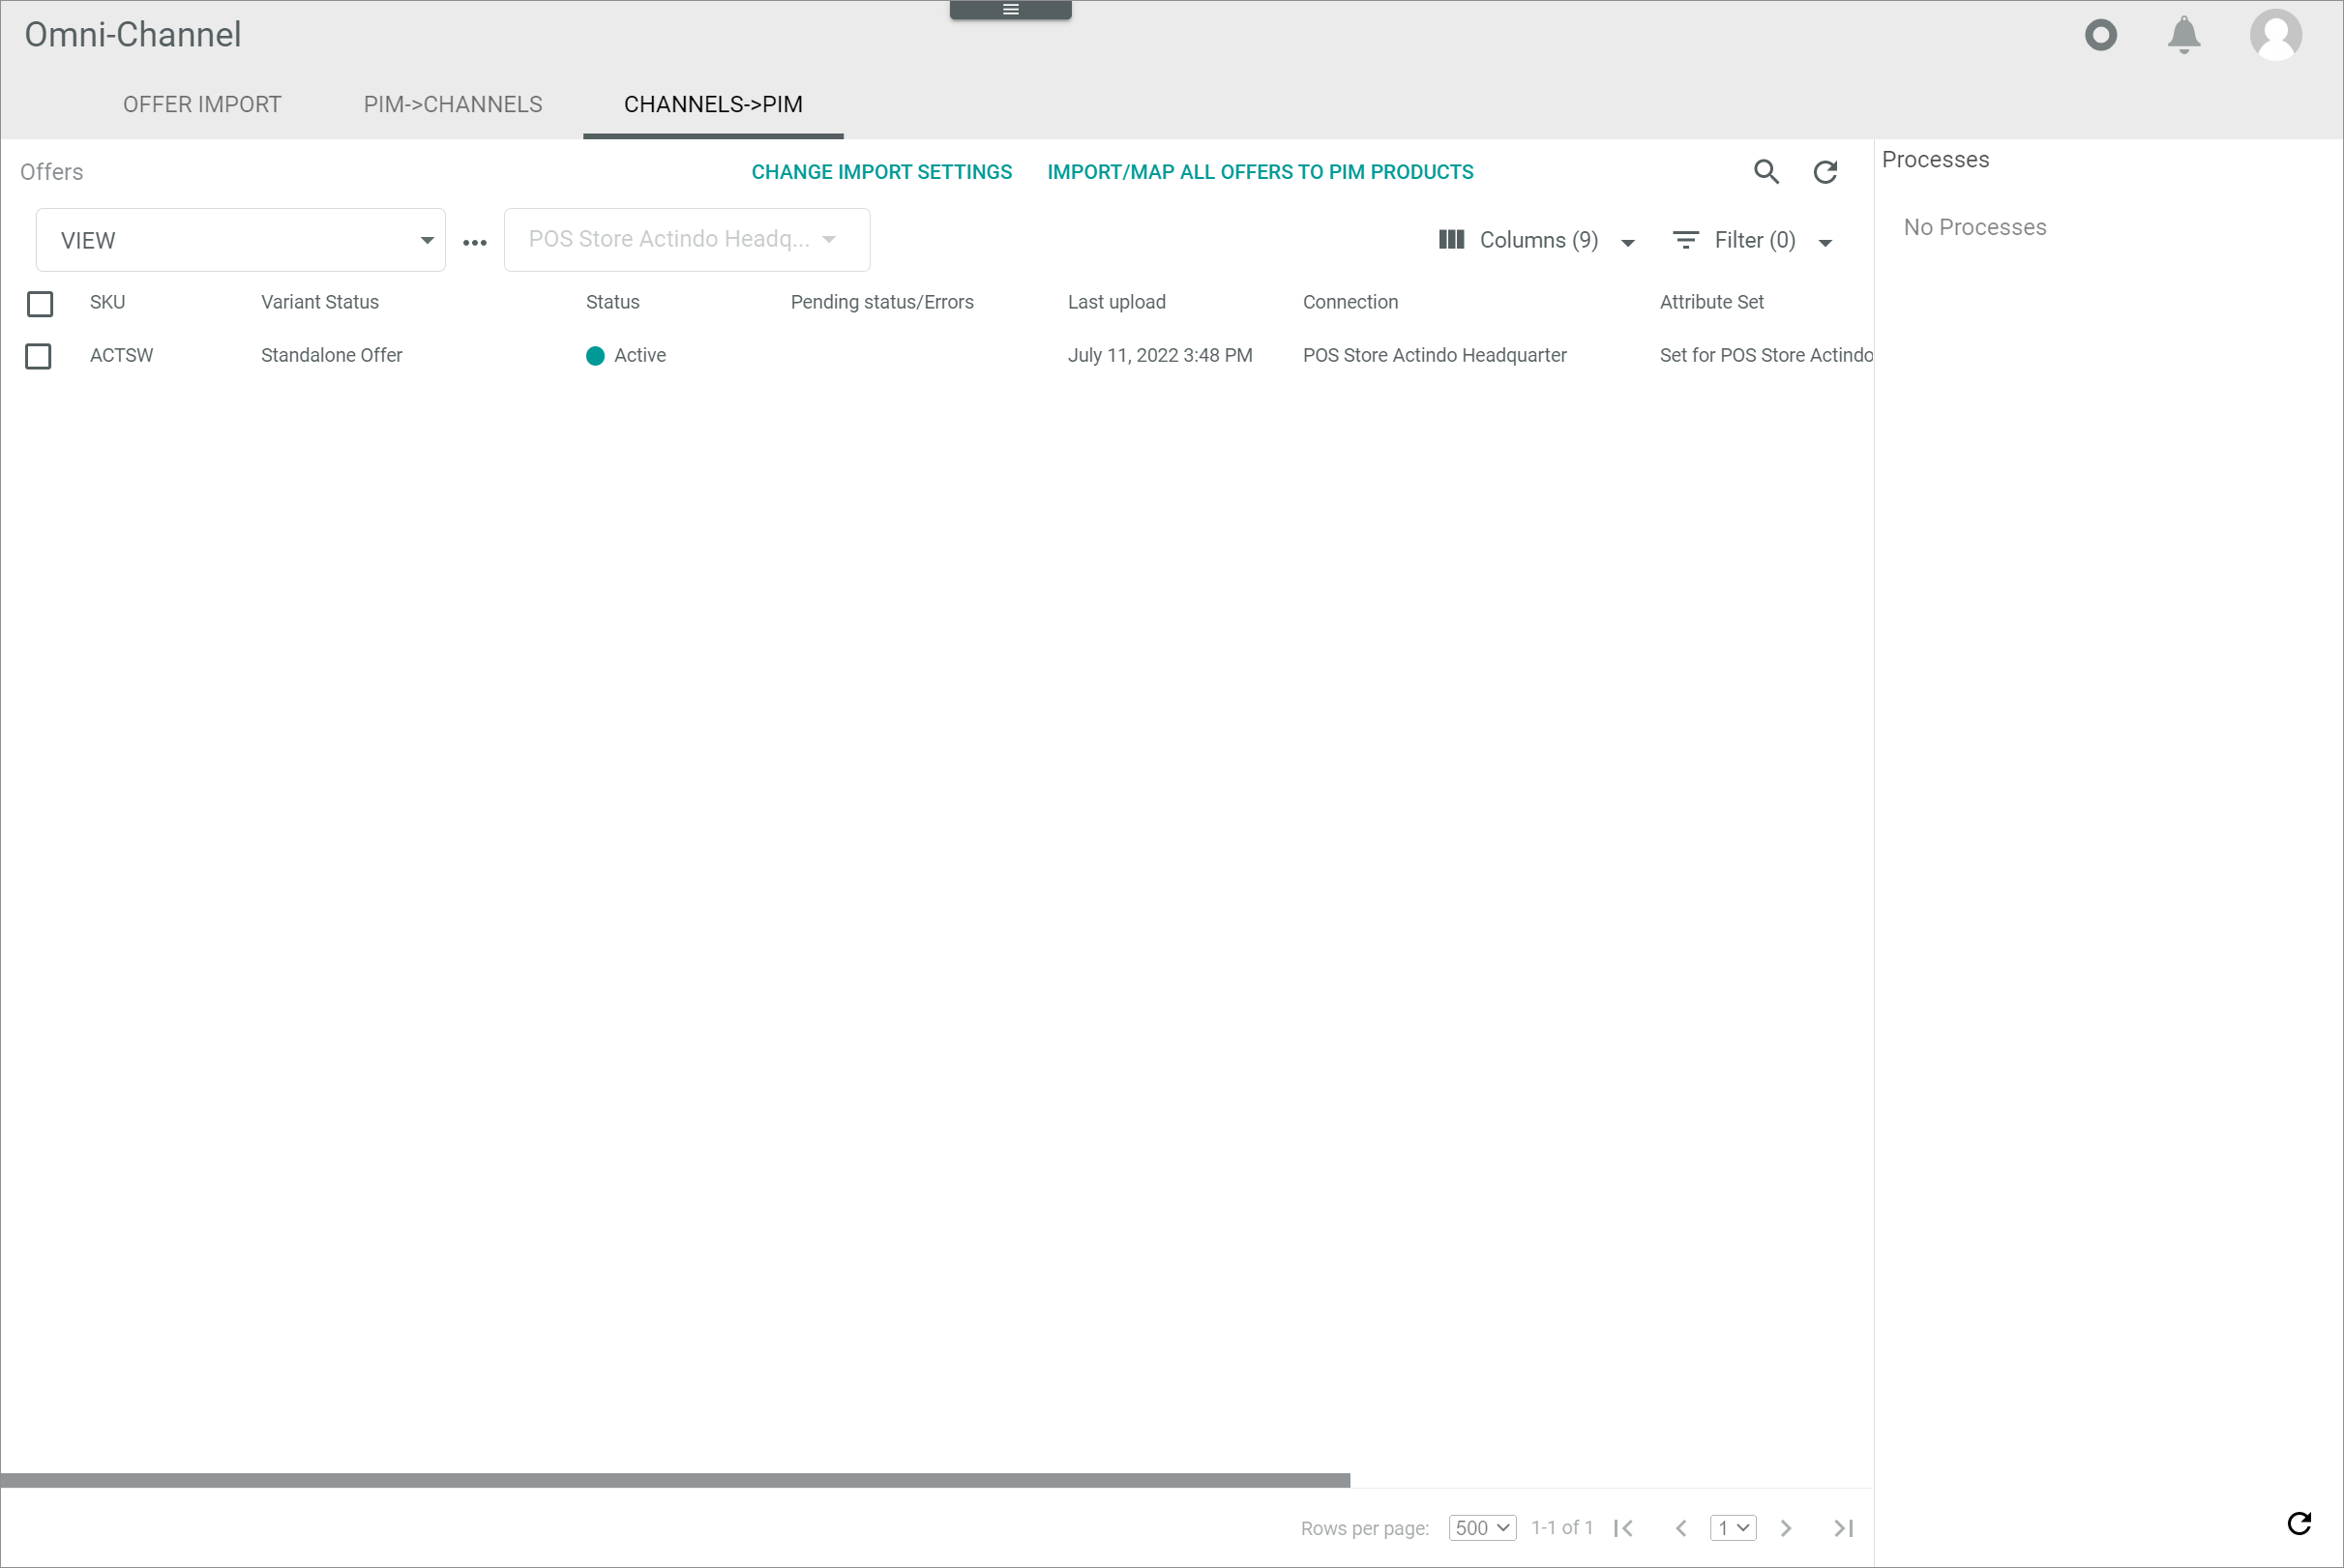 Omni-Channel
OFFER IMPORT PIM->CHANNELS CHANNELS->PIM
Offers CHANGE IMPORT SETTINGS IMPORT/MAP ALL OFFERS TO PIM PRODUCTS
Processes
No Processes
VIEW POS Store Actindo Headq... Columns (9) Filter (0)
SKU Variant Status Status Pending status/Errors Last upload Connection Attribute Set
ACTSW Standalone Offer Active July 11, 2022 3:48 PM POS Store Actindo Headquarter Set for POS Store Actindo
Rows per page: 500 1-1 of 1 1